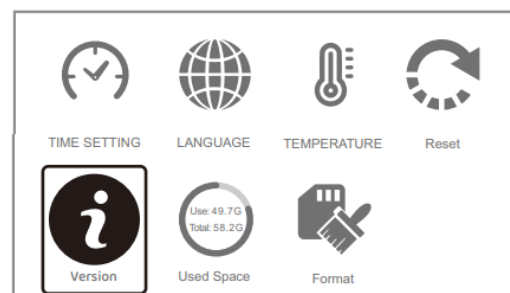 TIME SETTING
LANGUAGE
TEMPERATURE
Reset
i
Version
Use: 49.7G
Total: 58.2G
Used Space
Format